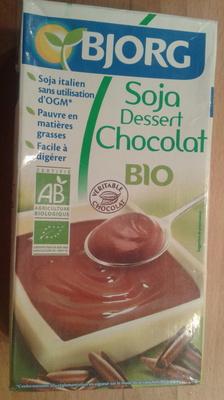 BJORG
Soja italien
sans utilisation
d'OGM*
Pauvre en
matières
grasses
Facile à
digérer
Soja
Dessert
Chocolat
BIO
CERTIFIÉ
AB
AGRICULTURE
BIOLOGIQUE
VÉRITABLE
CHOCOLAT